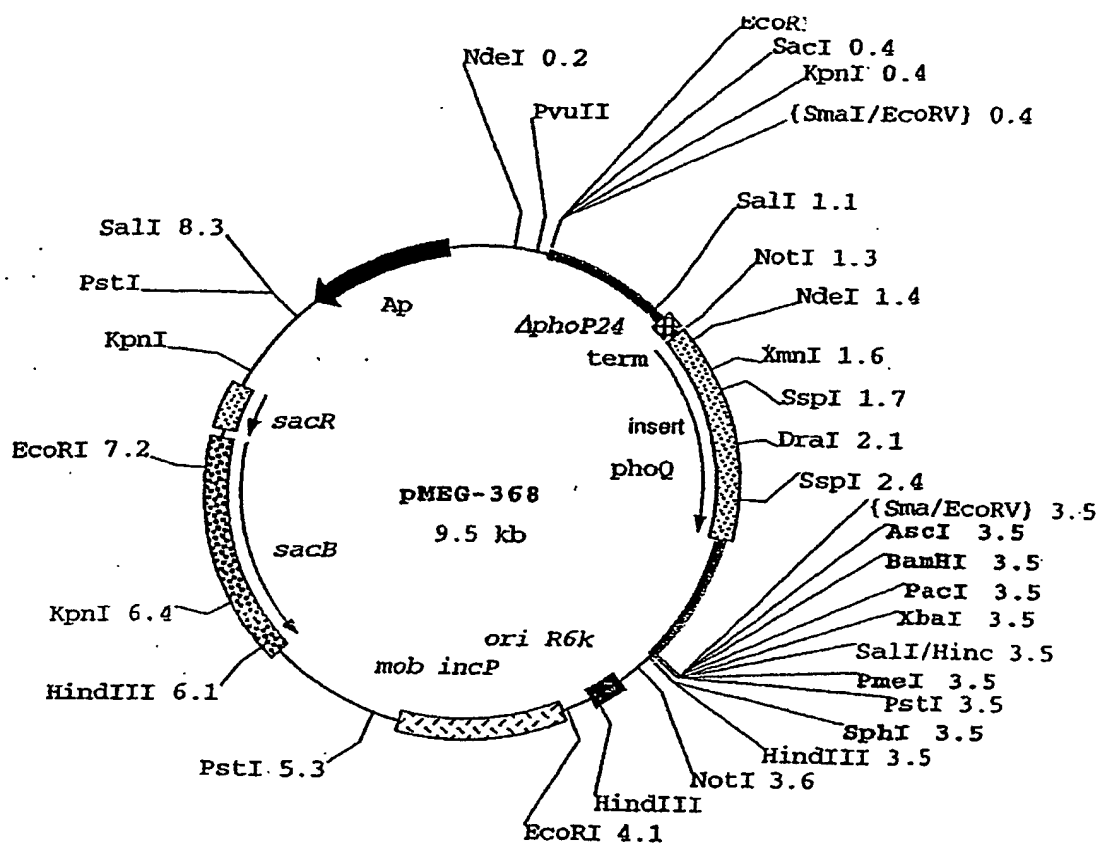 EcoRI
SacI 0.4
KpnI 0.4
{SmaI/EcoRV} 0.4
NdeI 0.2
PvuII
SalI 1.1
NotI 1.3
NdeI 1.4
XmnI 1.6
SspI 1.7
DraI 2.1
SspI 2.4
{Sma/EcoRV} 3.5
AscI 3.5
BamHI 3.5
PacI 3.5
XbaI 3.5
SalI/Hinc 3.5
PmeI 3.5
PstI 3.5
SphI 3.5
HindIII 3.5
NotI 3.6
HindIII
EcoRI 4.1
PstI 5.3
HindIII 6.1
KpnI 6.4
EcoRI 7.2
KpnI
PstI
SalI 8.3
Ap
ΔphoP24
term
insert
phoQ
sacR
sacB
pMEG-368
9.5 kb
ori R6k
mob incP